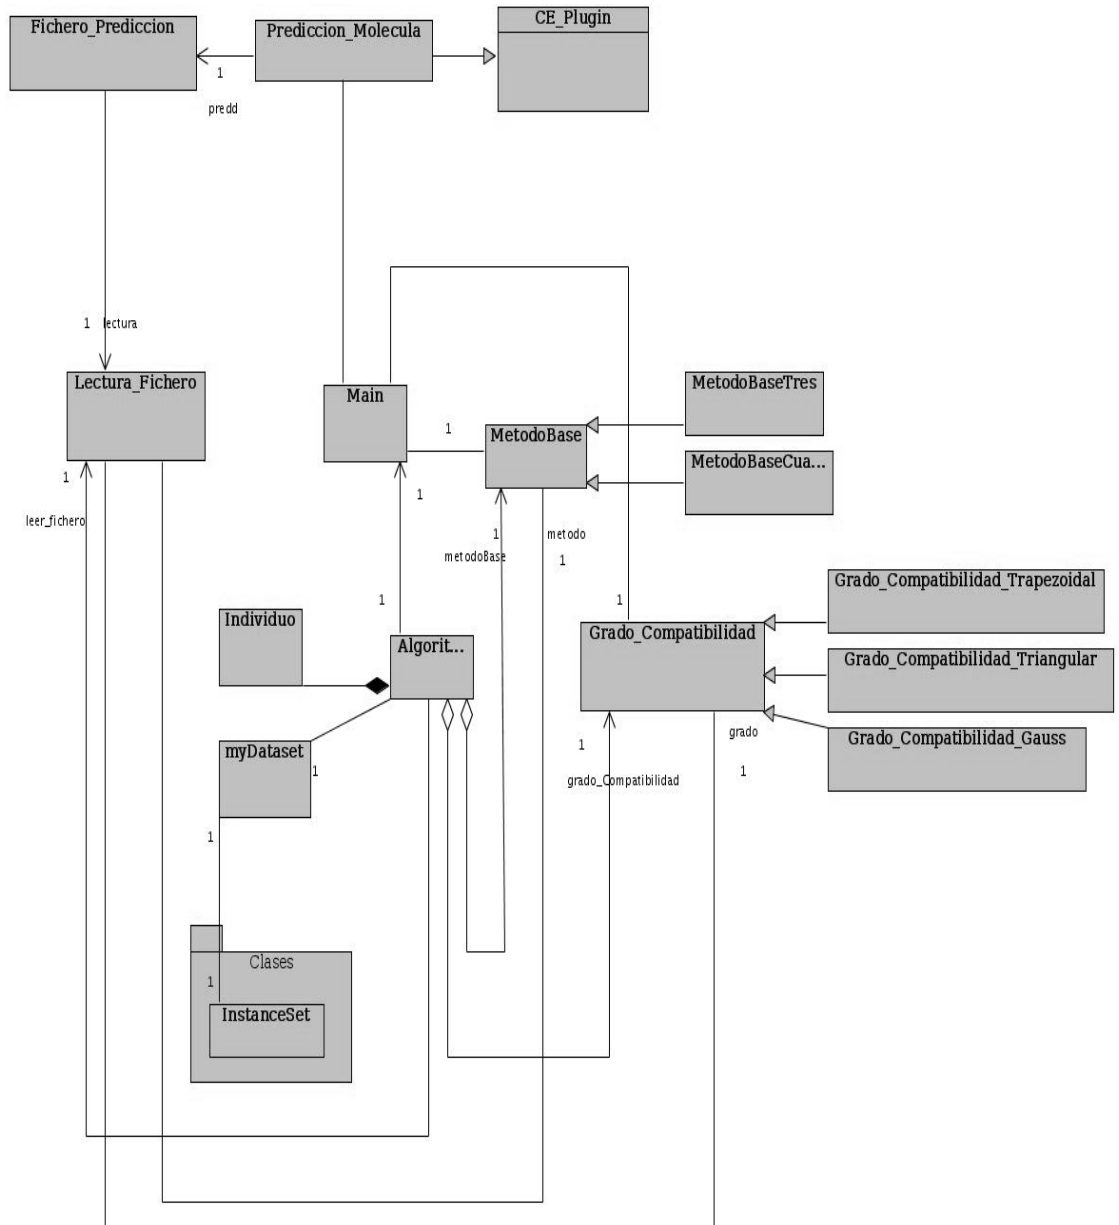 Fichero_Prediccion
Prediccion_Molecula
CE_Plugin
1
predd
1 lectura
Lectura_Fichero
Main
MetodoBaseTres
1
MetodoBase
MetodoBaseCua...
1
1
leer_fichero
1
metodo
metodoBase
1
Grado_Compatibilidad_Trapezoidal
1
1
Individuo
Algorit...
Grado_Compatibilidad
Grado_Compatibilidad_Triangular
grado
Grado_Compatibilidad_Gauss
myDataset
1
1
1
grado_Compatibilidad
1
Clases
1
InstanceSet